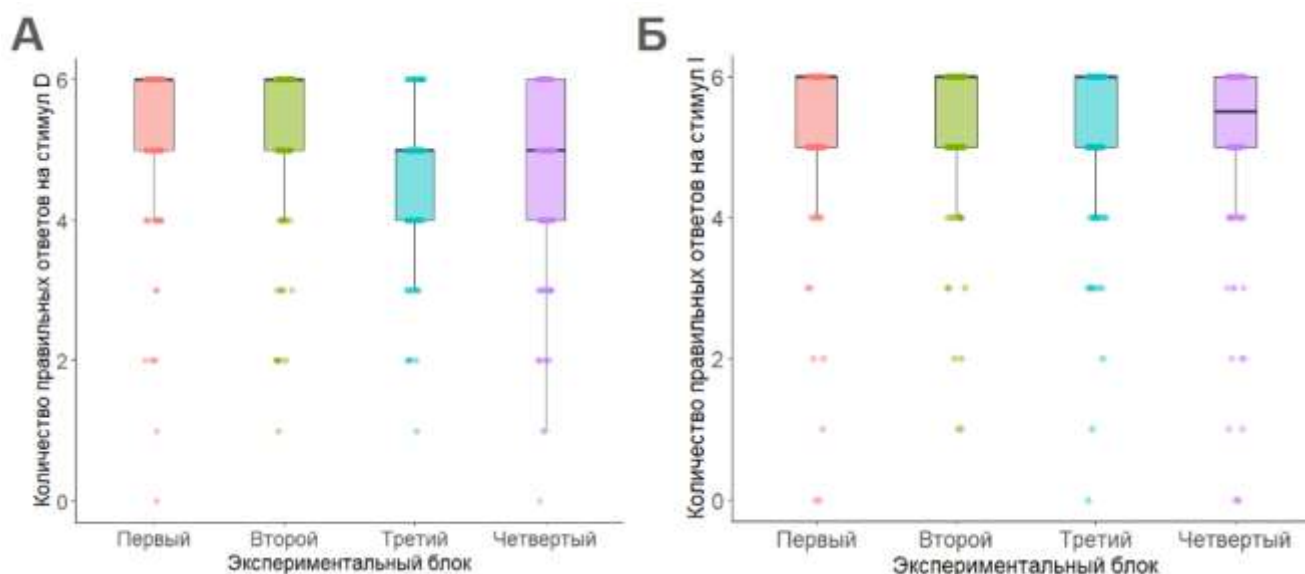 А
Количество правильных ответов на стимул D
6
4
2
0
Первый Второй Третий Четвертый
Экспериментальный блок
Б
Количество правильных ответов на стимул I
6
4
2
0
Первый Второй Третий Четвертый
Экспериментальный блок